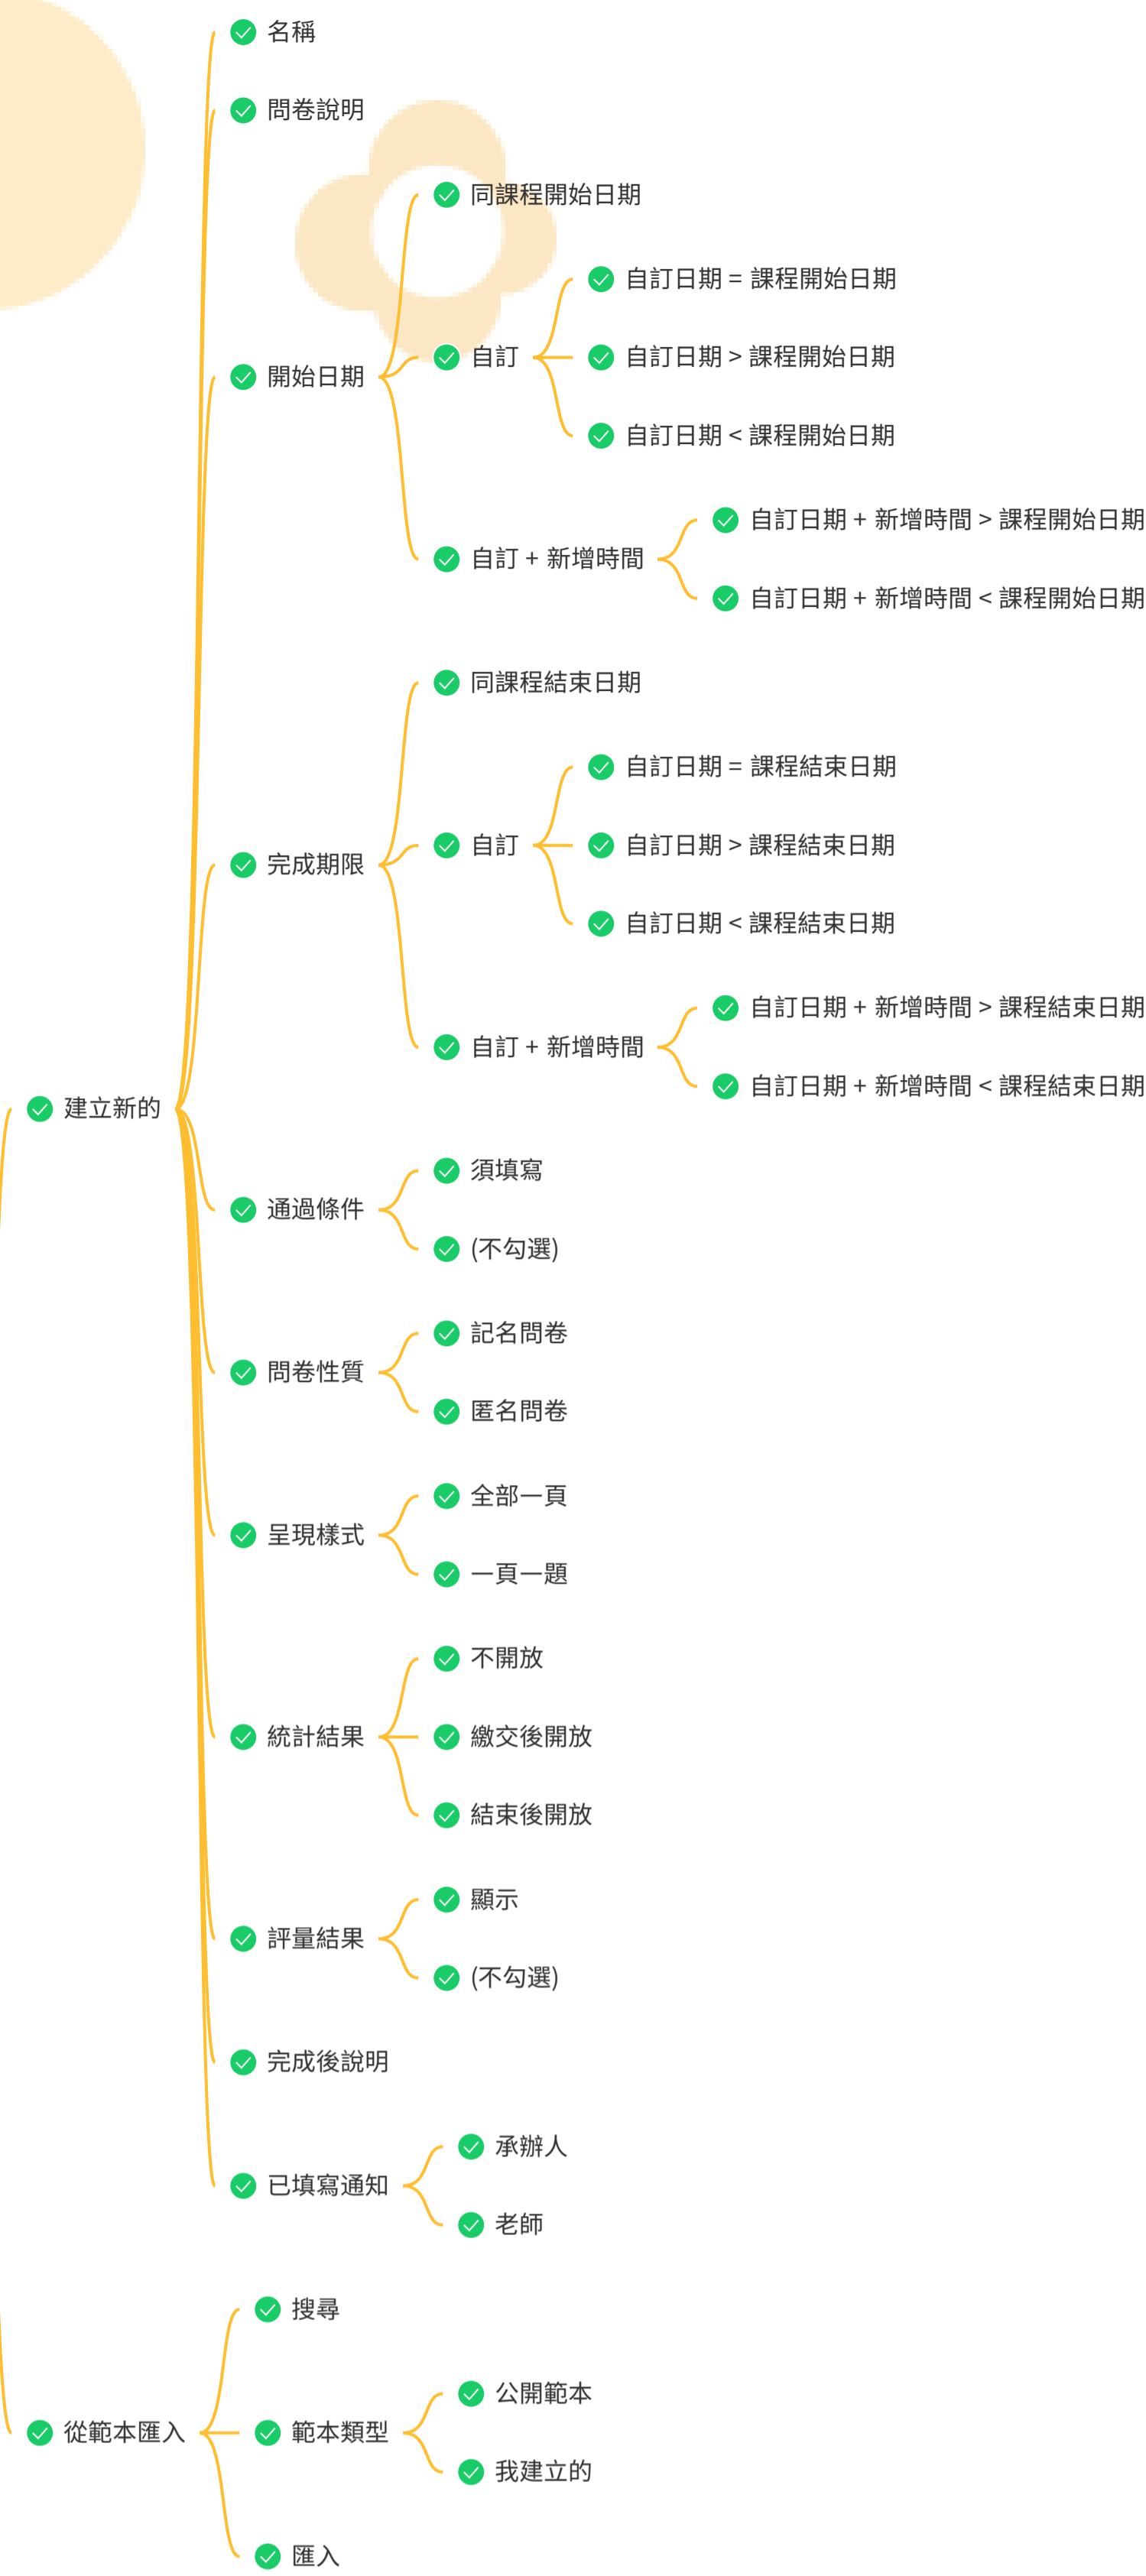 名稱
問卷說明
同課程開始日期
自訂日期 = 課程開始日期
自訂
自訂日期 > 課程開始日期
開始日期
自訂日期 < 課程開始日期
自訂日期 + 新增時間 > 課程開始日期
自訂 + 新增時間
自訂日期 + 新增時間 < 課程開始日期
同課程結束日期
自訂日期 = 課程結束日期
自訂
自訂日期 > 課程結束日期
完成期限
自訂日期 < 課程結束日期
自訂日期 + 新增時間 > 課程結束日期
自訂 + 新增時間
自訂日期 + 新增時間 < 課程結束日期
建立新的
須填寫
通過條件
(不勾選)
記名問卷
問卷性質
匿名問卷
全部一頁
呈現樣式
一頁一題
不開放
統計結果
繳交後開放
結束後開放
顯示
評量結果
(不勾選)
完成後說明
承辦人
已填寫通知
老師
搜尋
公開範本
從範本匯入
範本類型
我建立的
匯入